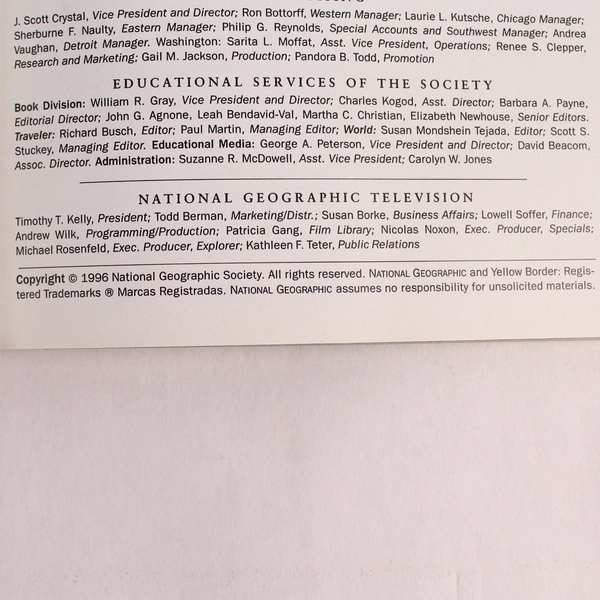 J. Scott Crystal, Vice President and Director; Ron Bottorff, Western Manager; Laurie L. Kutsche, Chicago Manager;
Sherburne F. Naulty, Eastern Manager; Philip G. Reynolds, Special Accounts and Southwest Manager; Andrea
Vaughan, Detroit Manager. Washington: Sarita L. Moffat, Asst. Vice President, Operations; Renee S. Clepper,
Research and Marketing; Gail M. Jackson, Production; Pandora B. Todd, Promotion
EDUCATIONAL SERVICES OF THE SOCIETY
Book Division: William R. Gray, Vice President and Director; Charles Kogod, Asst. Director; Barbara A. Payne,
Editorial Director; John G. Agnone, Leah Bendavid-Val, Martha C. Christian, Elizabeth Newhouse, Senior Editors.
Traveler: Richard Busch, Editor; Paul Martin, Managing Editor; World: Susan Mondshein Tejada, Editor; Scott S.
Stuckey, Managing Editor. Educational Media: George A. Peterson, Vice President and Director; David Beacom,
Assoc. Director. Administration: Suzanne R. McDowell, Asst. Vice President; Carolyn W. Jones
NATIONAL GEOGRAPHIC TELEVISION
Timothy T. Kelly, President; Todd Berman, Marketing/Distr.; Susan Borke, Business Affairs; Lowell Soffer, Finance;
Andrew Wilk, Programming/Production; Patricia Gang, Film Library; Nicolas Noxon, Exec. Producer, Specials;
Michael Rosenfeld, Exec. Producer, Explorer; Kathleen F. Teter, Public Relations
Copyright © 1996 National Geographic Society. All rights reserved. NATIONAL GEOGRAPHIC and Yellow Border: Regis-
tered Trademarks ® Marcas Registradas. NATIONAL GEOGRAPHIC assumes no responsibility for unsolicited materials.